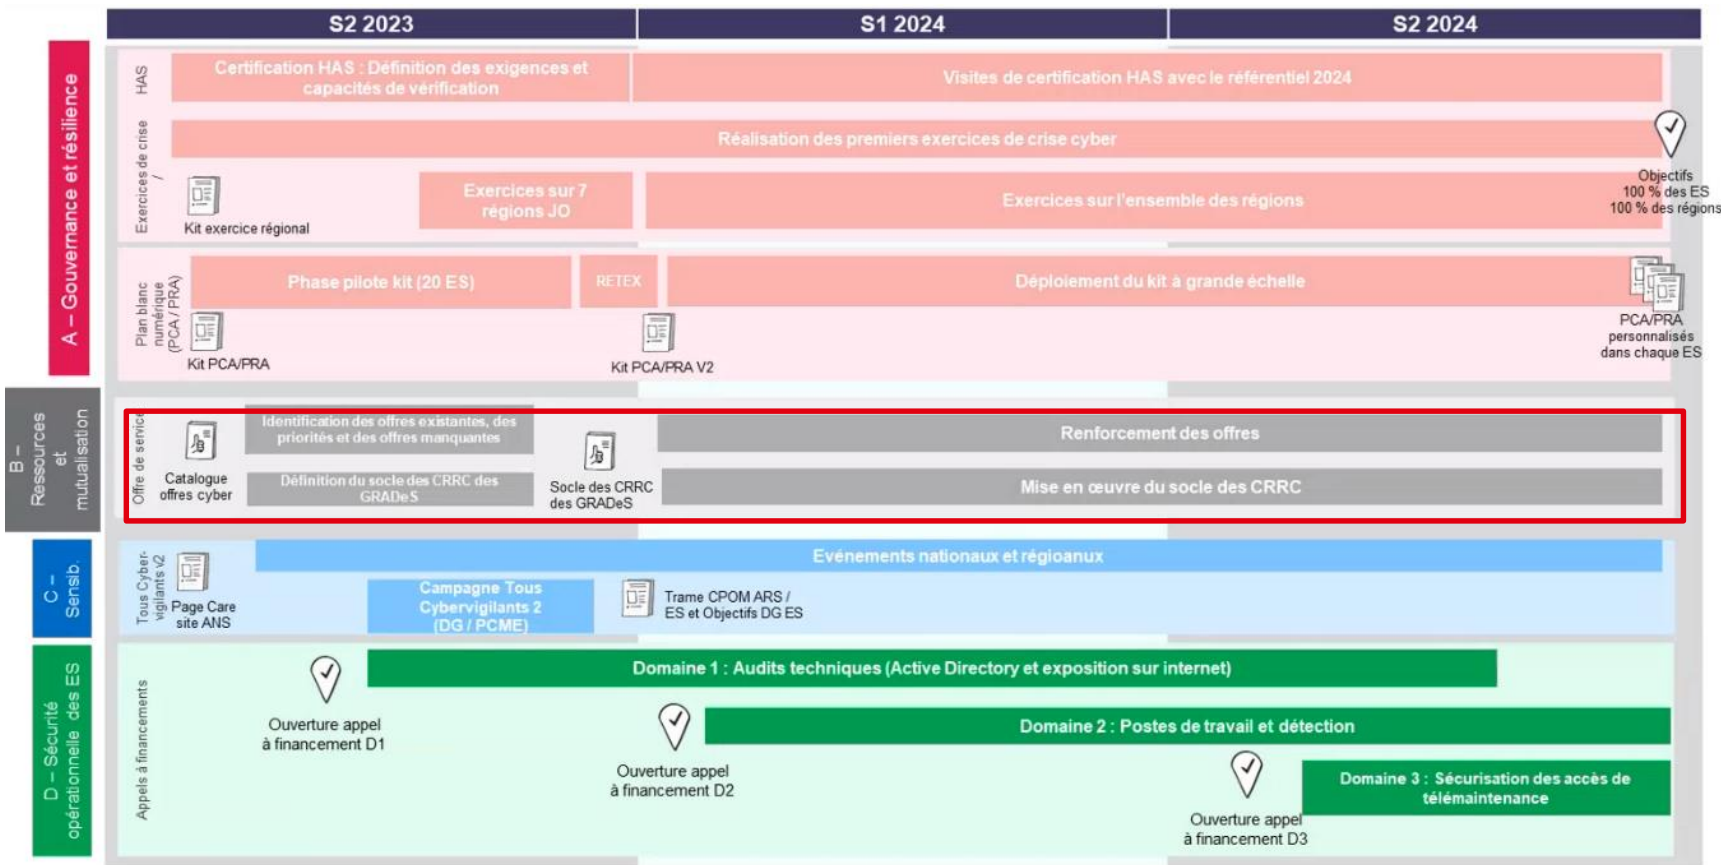 S2 2023
S1 2024
S2 2024
A – Gouvernance et résilience
HAS
Certification HAS : Définition des exigences et
capacités de vérification
Visites de certification HAS avec le référentiel 2024
Exercices de crise
/
Réalisation des premiers exercices de crise cyber
Kit exercice régional
Exercices sur 7
régions JO
Exercices sur l'ensemble des régions
Objectifs
100 % des ES
100 % des régions
Plan blanc
numérique
(PCA / PRA)
Phase pilote kit (20 ES)
RETEX
Déploiement du kit à grande échelle
Kit PCA/PRA
Kit PCA/PRA V2
PCA/PRA
personnalisés
dans chaque ES
B –
Ressources
et
mutualisation
Offre de service
Catalogue
offres cyber
Identification des offres existantes, des
priorités et des offres manquantes
Définition du socle des CRRC des
GRADeS
Socle des CRRC
des GRADeS
Renforcement des offres
Mise en œuvre du socle des CRRC
C –
Sensib.
Tous Cyber-
vigilants v2
Page Care
site ANS
Evénements nationaux et régioanux
Campagne Tous
Cybervigilants 2
(DG / PCME)
Trame CPOM ARS /
ES et Objectifs DG ES
D – Sécurité
opérationnelle des ES
Appels à financements
Ouverture appel
à financement D1
Domaine 1 : Audits techniques (Active Directory et exposition sur internet)
Ouverture appel
à financement D2
Domaine 2 : Postes de travail et détection
Ouverture appel
à financement D3
Domaine 3 : Sécurisation des accès de
télémaintenance